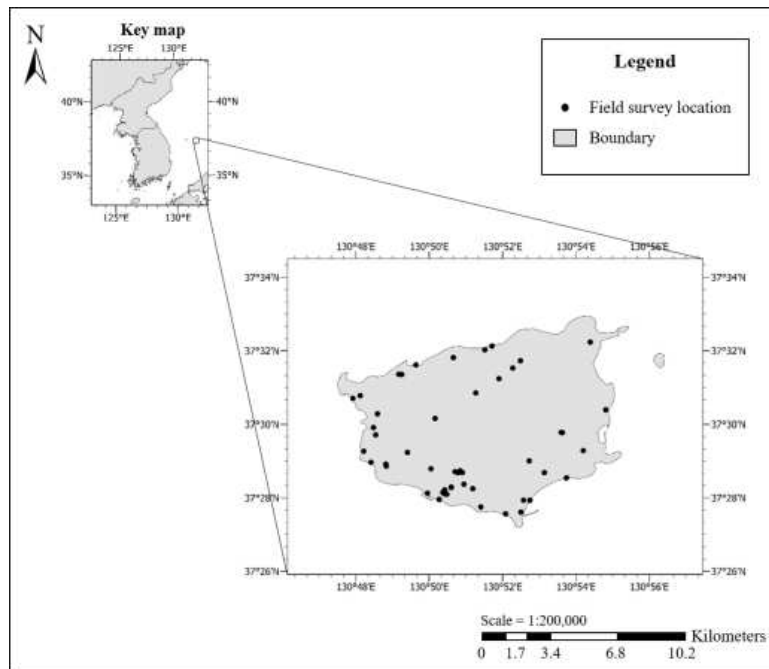 Key map
N
125°E 130°E
40°N 40°N
35°N 35°N
125°E 130°E
Legend
Field survey location
Boundary
130°48'E 130°50'E 130°52'E 130°54'E 130°56'E
37°34'N 37°34'N
37°32'N 37°32'N
37°30'N 37°30'N
37°28'N 37°28'N
37°26'N 37°26'N
130°48'E 130°50'E 130°52'E 130°54'E 130°56'E
Scale = 1:200,000
Kilometers
0 1.7 3.4 6.8 10.2